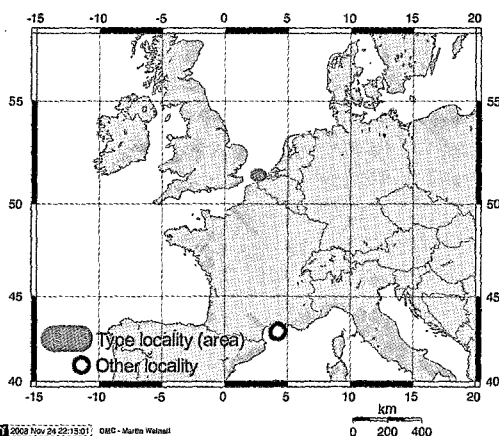 -15 -10 -5 0 5 10 15 20
55 55
50 50
45 45
Type locality (area)
Other locality
40 40
-15 -10 -5 0 5 10 15 20
km
0 200 400
2008 Nov 24 22:15:01 OMC - Martin Weinelt